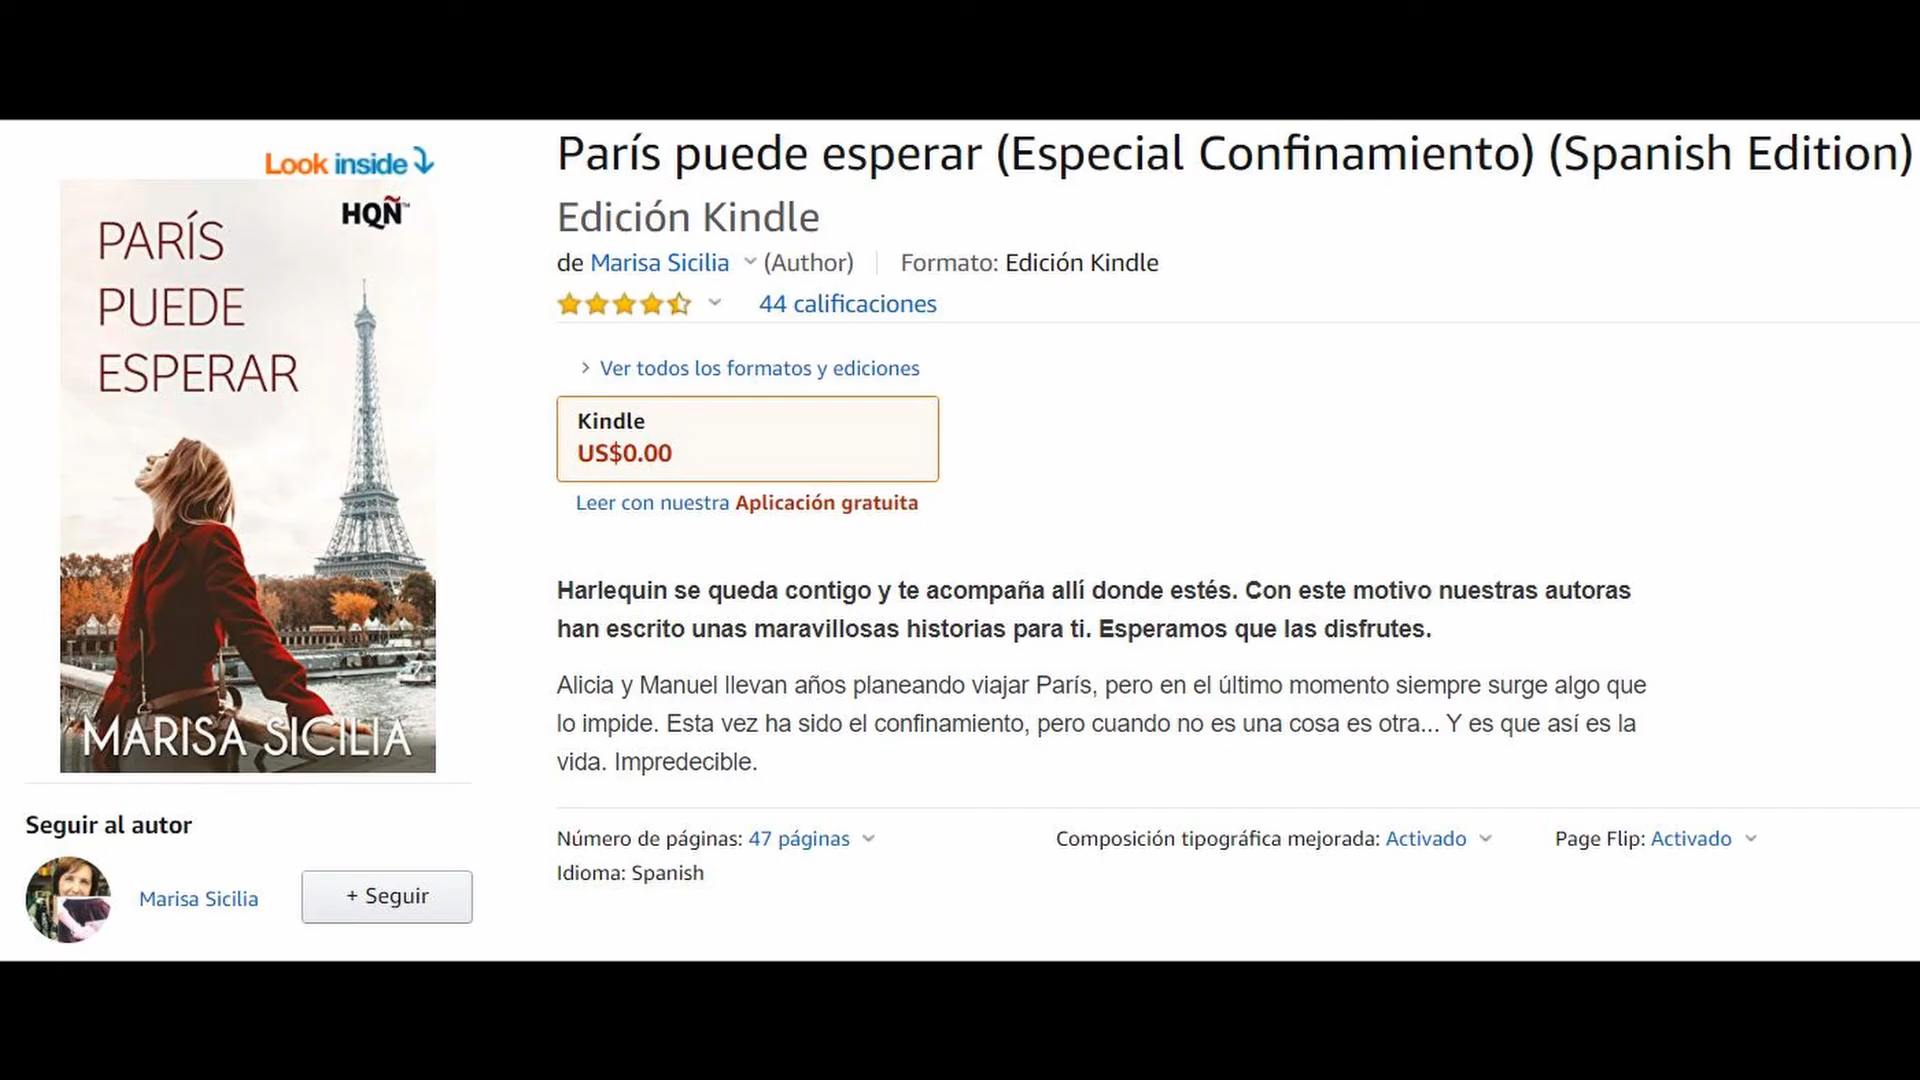 Look inside
HQÑ™
PARÍS
PUEDE
ESPERAR
MARISA SICILIA
Seguir al autor
Marisa Sicilia
+ Seguir
París puede esperar (Especial Confinamiento) (Spanish Edition)
Edición Kindle
de Marisa Sicilia (Author) Formato: Edición Kindle
44 calificaciones
Ver todos los formatos y ediciones
Kindle
US$0.00
Leer con nuestra Aplicación gratuita
Harlequin se queda contigo y te acompaña allí donde estés. Con este motivo nuestras autoras
han escrito unas maravillosas historias para ti. Esperamos que las disfrutes.
Alicia y Manuel llevan años planeando viajar París, pero en el último momento siempre surge algo que
lo impide. Esta vez ha sido el confinamiento, pero cuando no es una cosa es otra... Y es que así es la
vida. Impredecible.
Número de páginas: 47 páginas Composición tipográfica mejorada: Activado Page Flip: Activado
Idioma: Spanish